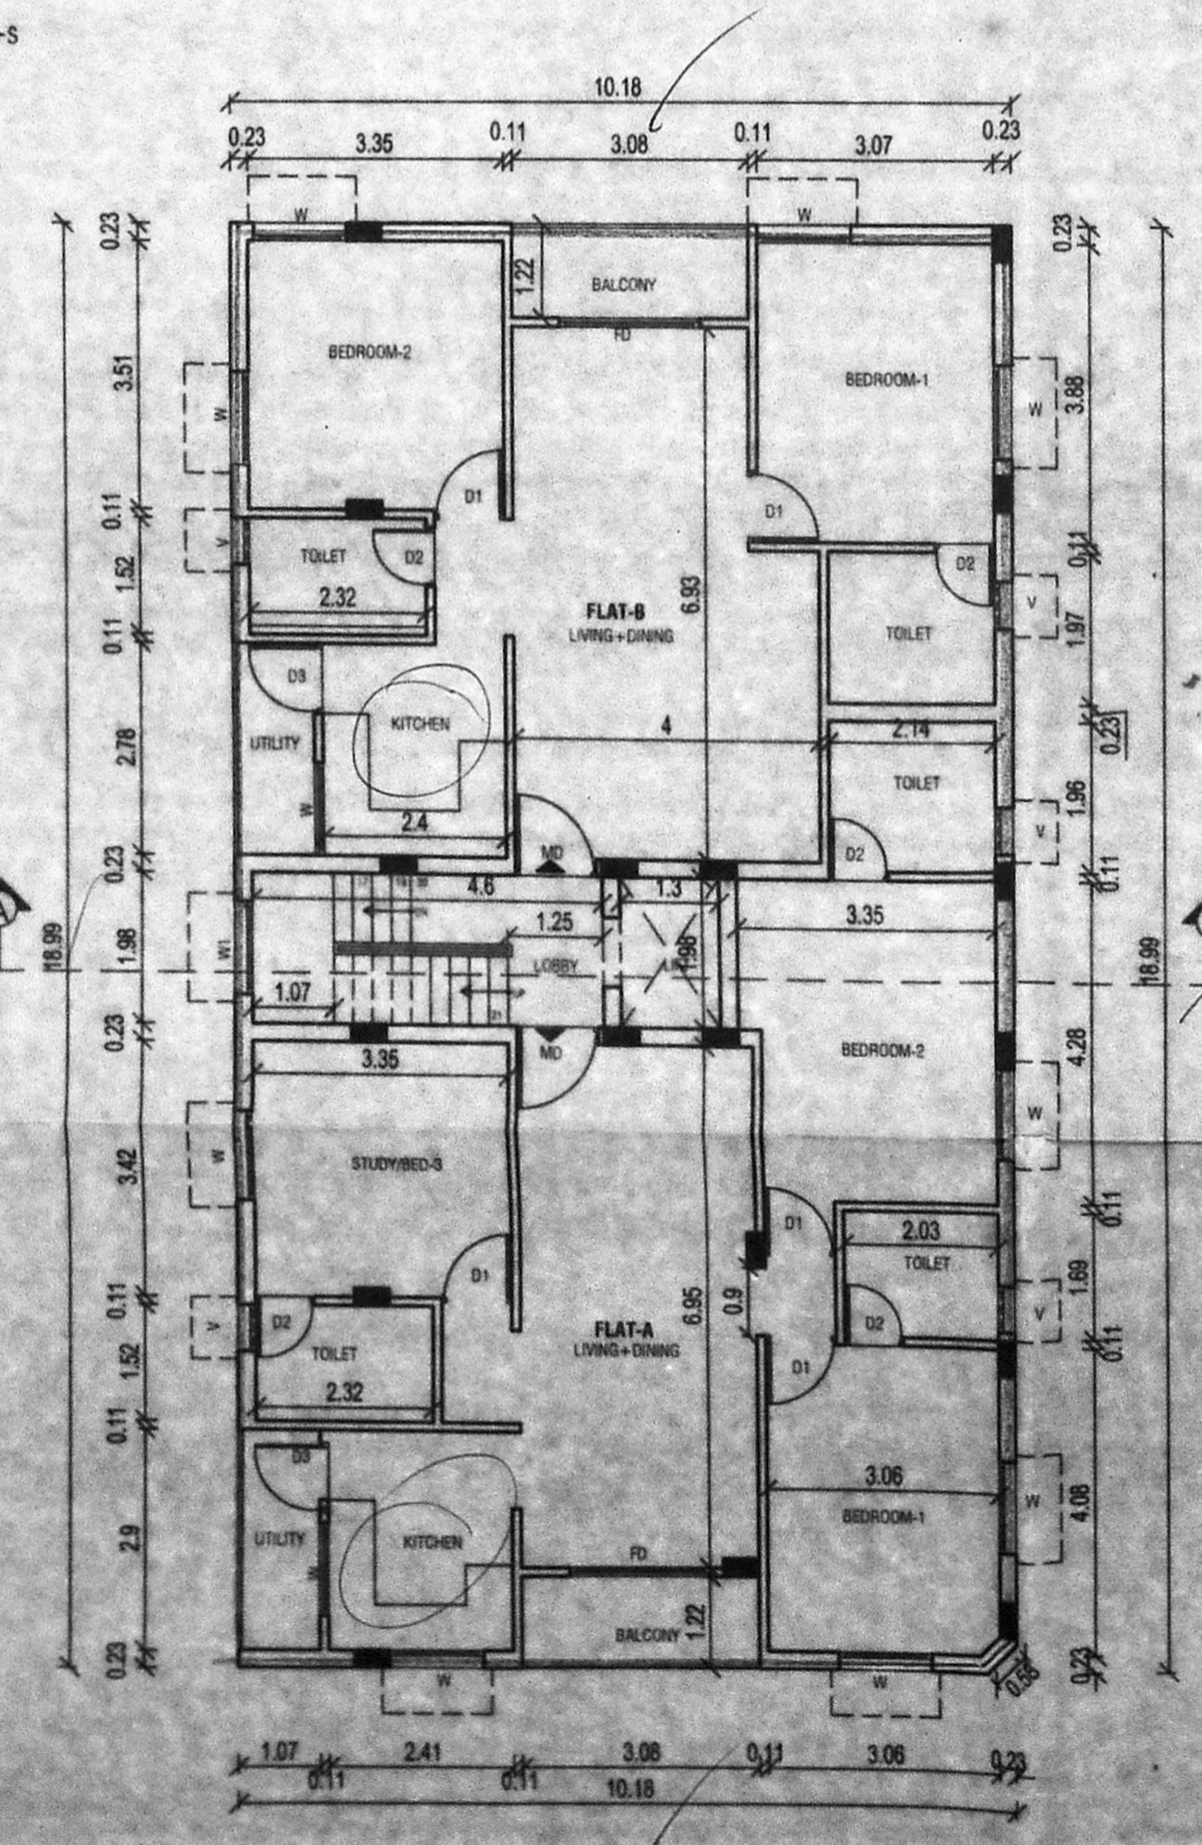 -S
10.18
0.23 3.35 0.11 3.08 0.11 3.07 0.23
W W
0.23 0.23
1.22 BALCONY
FD
BEDROOM-2
BEDROOM-1
3.51 W W 3.88
D1 D1
0.11 0.11
V TOILET D2 D2 V
1.52 2.32
6.93
FLAT-B
LIVING+DINING
TOILET 1.97
0.11
D3
KITCHEN
UTILITY
4
2.14 0.23
2.78
TOILET
W 2.4
1.96 V
MD D2
0.23 0.11
4.6 1.3
1.25 3.35
W1 LOBBY 1.98
18.99 1.98 18.99
1.07
0.23
MD
BEDROOM-2 4.28
3.35
W W
3.42 STUDY/BED-3
D1
0.11
2.03
TOILET
D1
1.69
0.11 6.95 0.9
V D2 D2 V
FLAT-A
LIVING+DINING
TOILET
1.52 2.32
0.11
D1
0.11
D3
3.06
BEDROOM-1
W 4.08
UTILITY KITCHEN
2.9 W
FD
BALCONY 1.22
0.23 0.23
W W 0.58
1.07 2.41 3.08 0.11 3.06 0.23
0.11 0.11
10.18